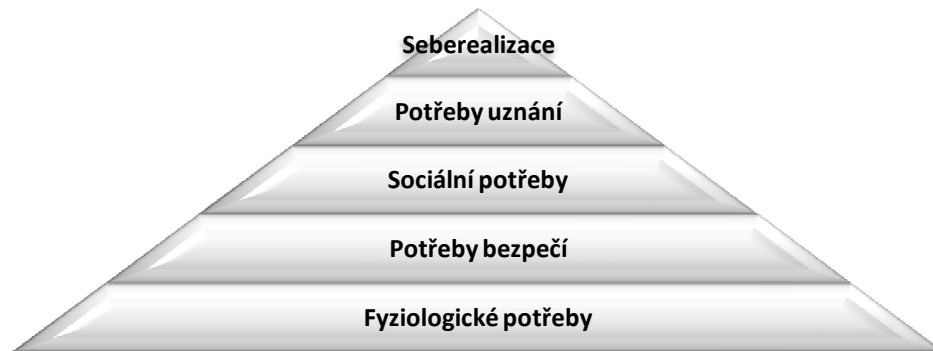 Seberealizace
Potřeby uznání
Sociální potřeby
Potřeby bezpečí
Fyziologické potřeby